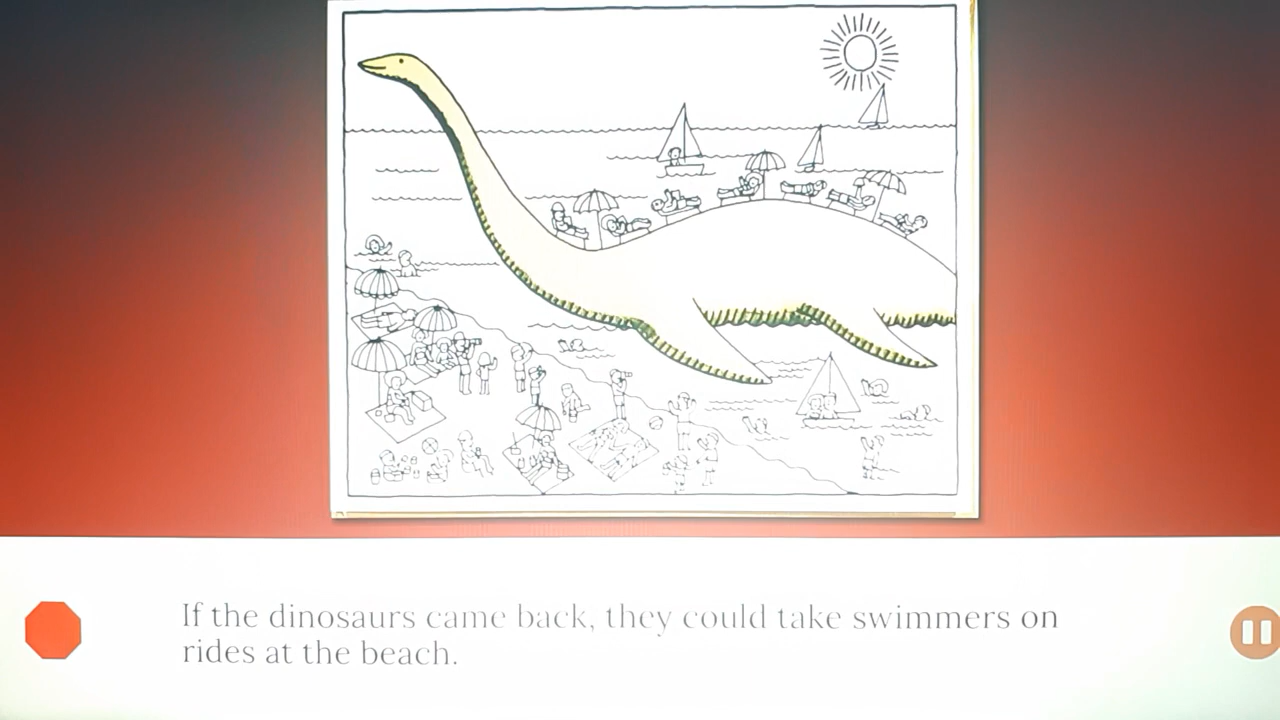 If the dinosaurs came back, they could take swimmers on
rides at the beach.